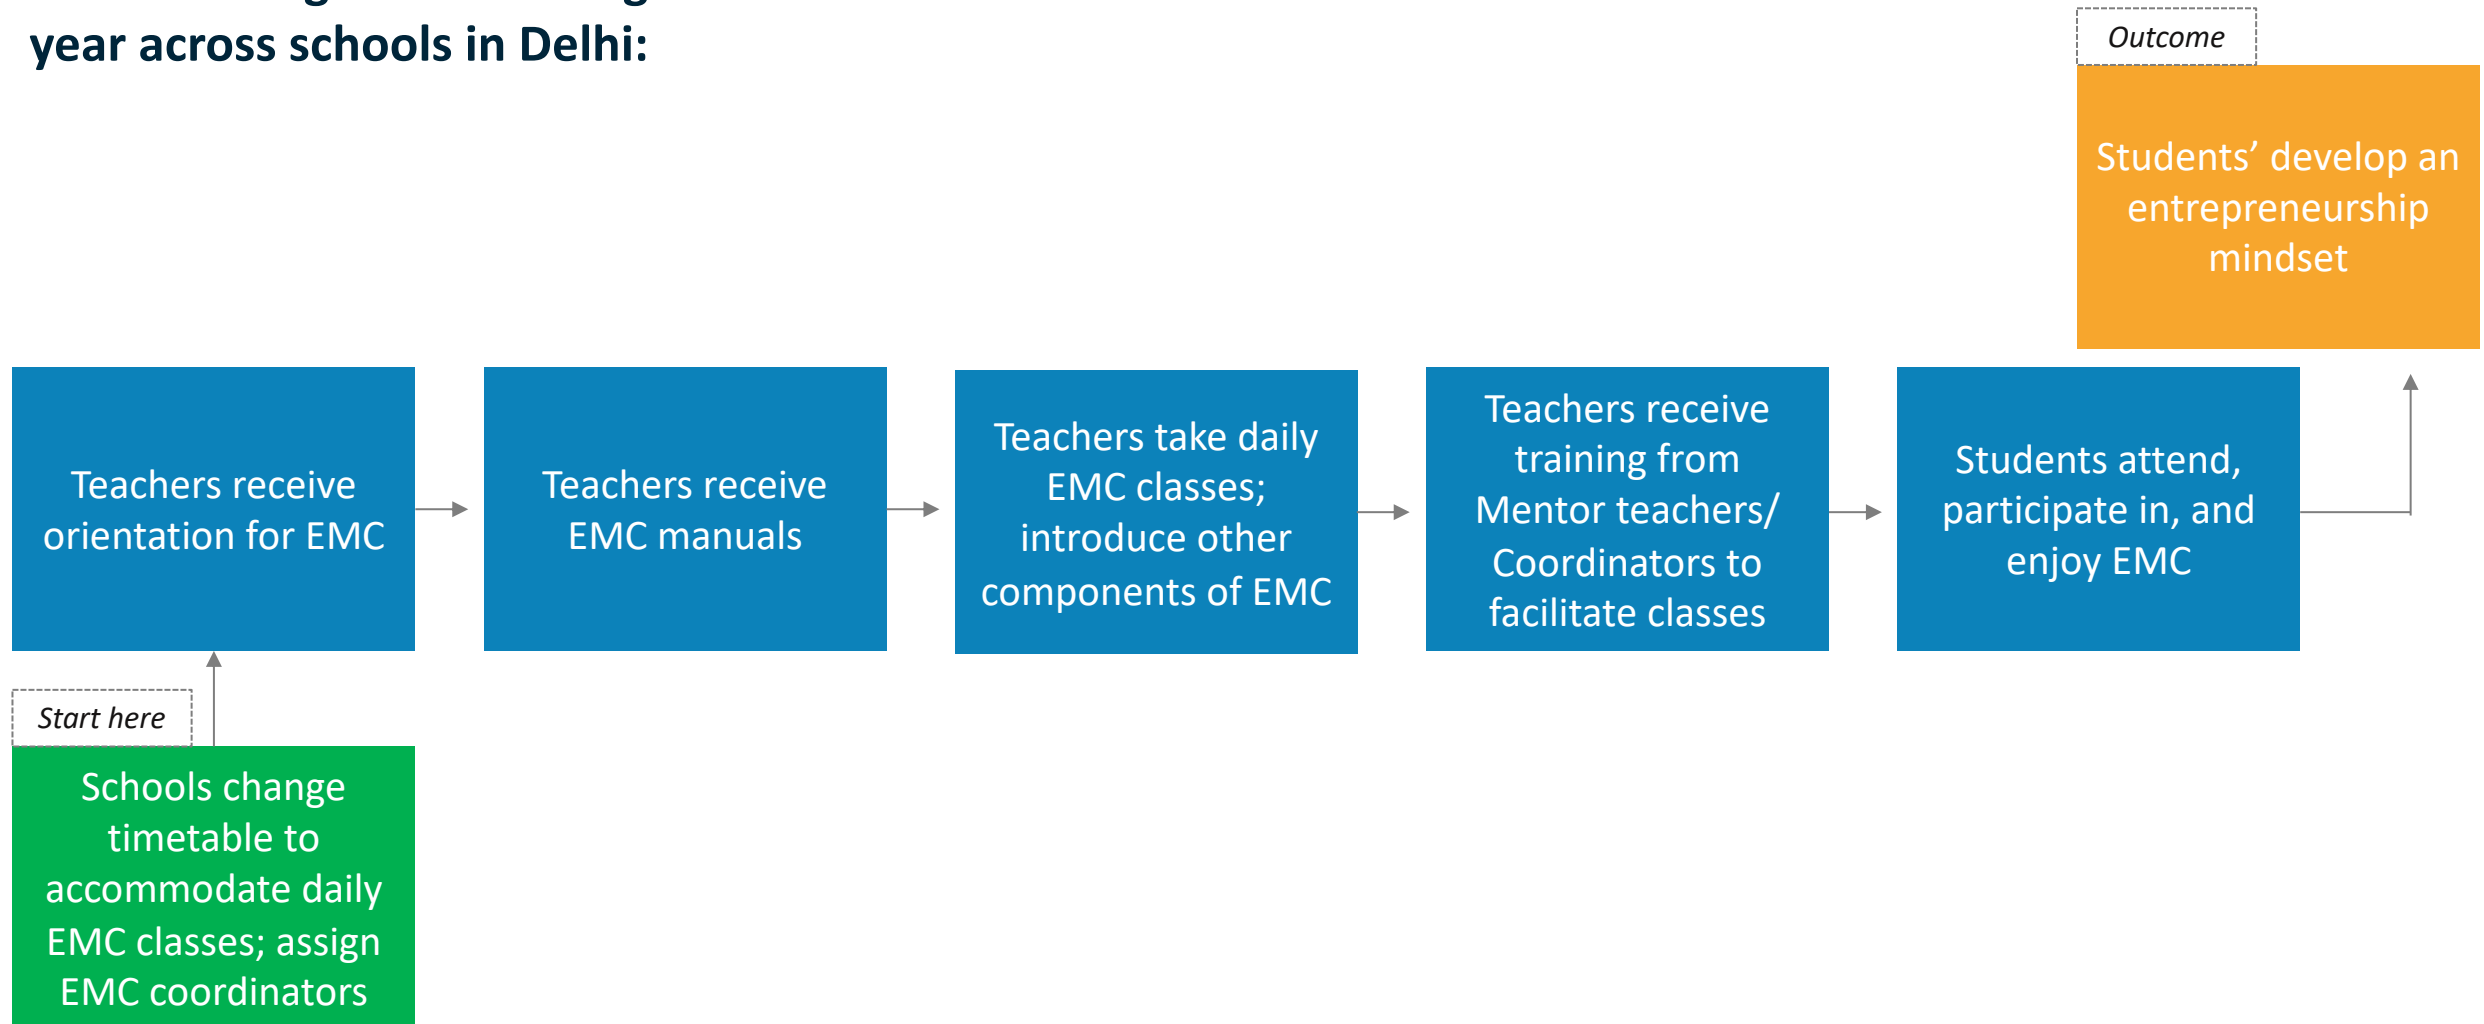 year across schools in Delhi:
Outcome
Students’ develop an
entrepreneurship
mindset
Teachers receive
orientation for EMC
Teachers receive
EMC manuals
Teachers take daily
EMC classes;
introduce other
components of EMC
Teachers receive
training from
Mentor teachers/
Coordinators to
facilitate classes
Students attend,
participate in, and
enjoy EMC
Start here
Schools change
timetable to
accommodate daily
EMC classes; assign
EMC coordinators